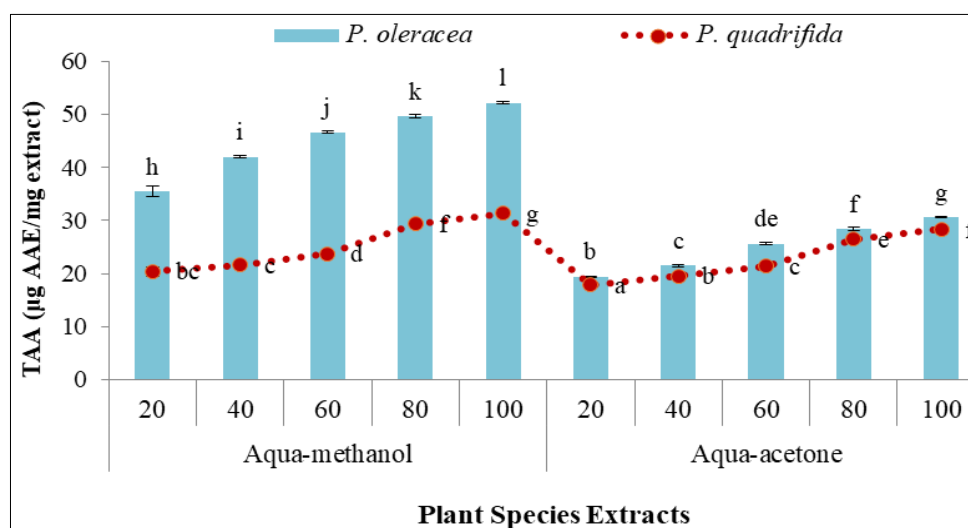 P. oleracea P. quadrifida
TAA (µg AAE/mg extract)
60
50
40
30
20
10
0
h i j k l b c de f g
bc c d f g a b c e
20 40 60 80 100 20 40 60 80 100
Aqua-methanol Aqua-acetone
Plant Species Extracts